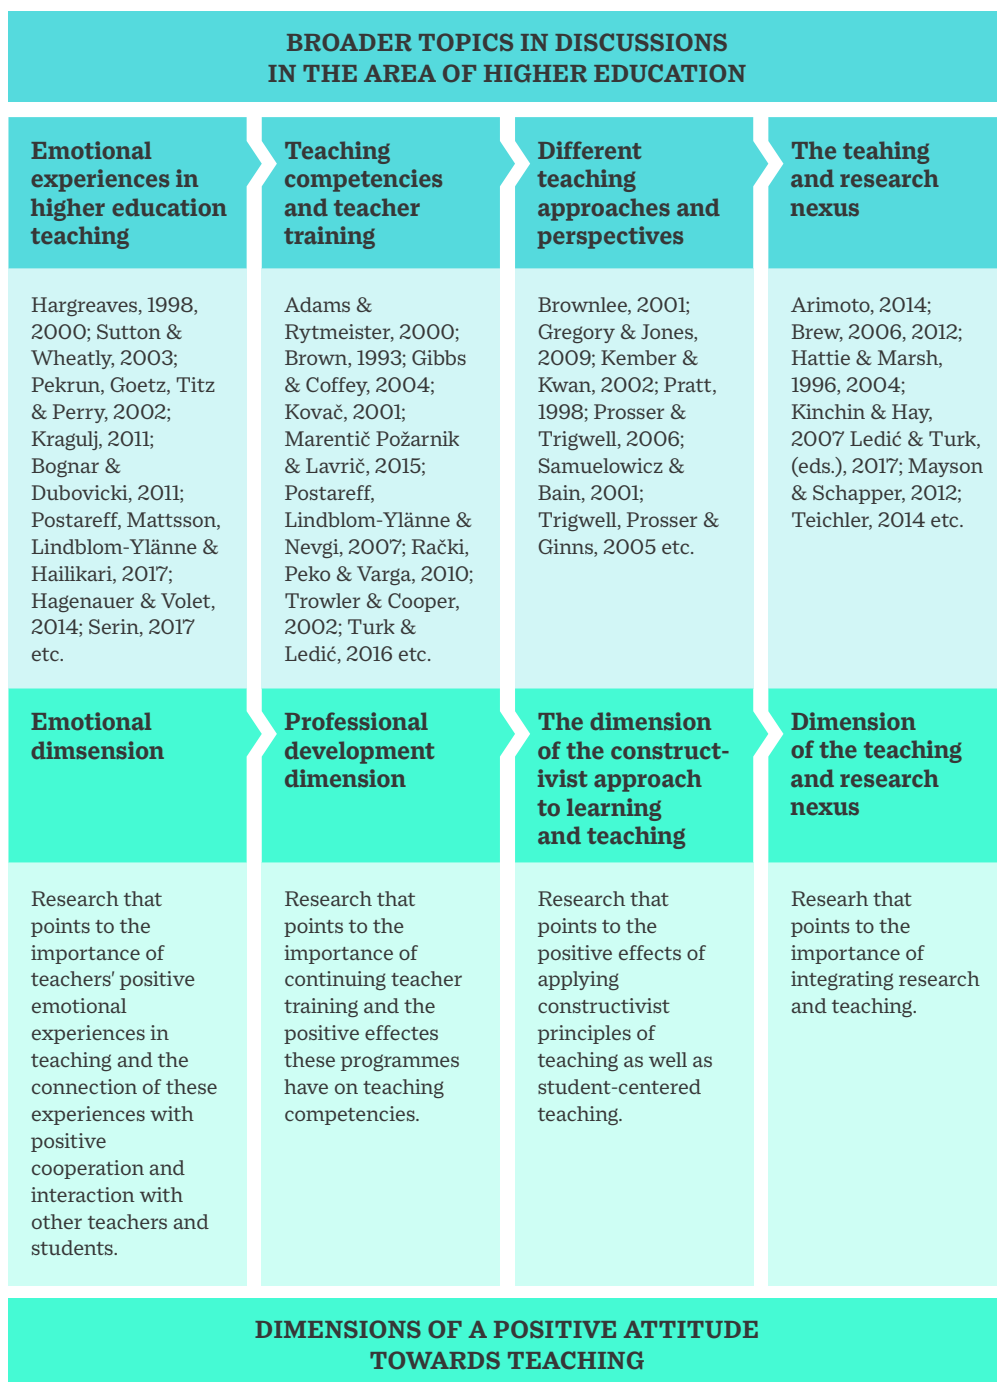 BROADER TOPICS IN DISCUSSIONS
IN THE AREA OF HIGHER EDUCATION
Emotional
experiences in
higher education
teaching
Teaching
competencies
and teacher
training
Different
teaching
approaches and
perspectives
The teahing
and research
nexus
Hargreaves, 1998,
2000; Sutton &
Wheatly, 2003;
Pekrun, Goetz, Titz
& Perry, 2002;
Kragulj, 2011;
Bognar &
Dubovicki, 2011;
Postareff, Mattsson,
Lindblom-Ylänne &
Hailikari, 2017;
Hagenauer & Volet,
2014; Serin, 2017
etc.
Adams &
Rytmeister, 2000;
Brown, 1993; Gibbs
& Coffey, 2004;
Kovač, 2001;
Marentič Požarnik
& Lavrič, 2015;
Postareff,
Lindblom-Ylänne &
Nevgi, 2007; Rački,
Peko & Varga, 2010;
Trowler & Cooper,
2002; Turk &
Ledić, 2016 etc.
Brownlee, 2001;
Gregory & Jones,
2009; Kember &
Kwan, 2002; Pratt,
1998; Prosser &
Trigwell, 2006;
Samuelowicz &
Bain, 2001;
Trigwell, Prosser &
Ginns, 2005 etc.
Arimoto, 2014;
Brew, 2006, 2012;
Hattie & Marsh,
1996, 2004;
Kinchin & Hay,
2007 Ledić & Turk,
(eds.), 2017; Mayson
& Schapper, 2012;
Teichler, 2014 etc.
Emotional
dimsension
Professional
development
dimension
The dimension
of the construct-
ivist approach
to learning
and teaching
Dimension
of the teaching
and research
nexus
Research that
points to the
importance of
teachers' positive
emotional
experiences in
teaching and the
connection of these
experiences with
positive
cooperation and
interaction with
other teachers and
students.
Research that
points to the
importance of
continuing teacher
training and the
positive effectes
these programmes
have on teaching
competencies.
Research that
points to the
positive effects of
applying
constructivist
principles of
teaching as well as
student-centered
teaching.
Researh that
points to the
importance of
integrating research
and teaching.
DIMENSIONS OF A POSITIVE ATTITUDE
TOWARDS TEACHING